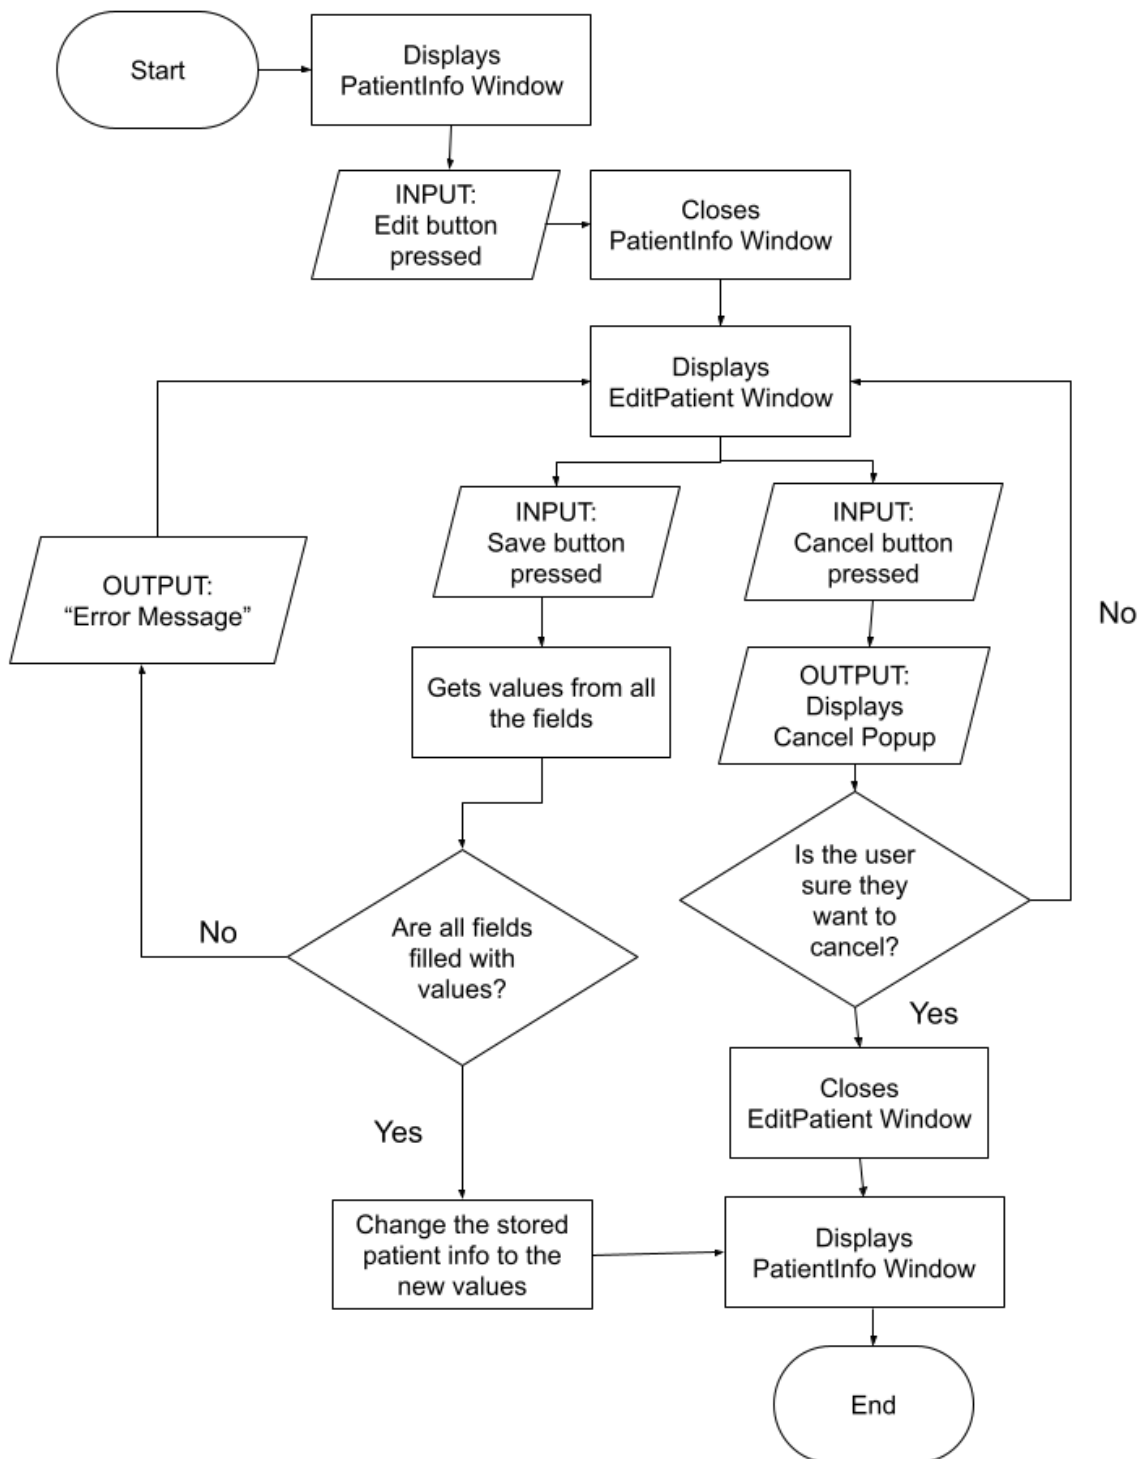 Start
Displays
PatientInfo Window
INPUT:
Edit button
pressed
Closes
PatientInfo Window
Displays
EditPatient Window
INPUT:
Save button
pressed
INPUT:
Cancel button
pressed
OUTPUT:
“Error Message”
No
Gets values from all
the fields
OUTPUT:
Displays
Cancel Popup
Is the user
sure they
want to
cancel?
No
Are all fields
filled with
values?
Yes
Yes
Closes
EditPatient Window
Change the stored
patient info to the
new values
Displays
PatientInfo Window
End